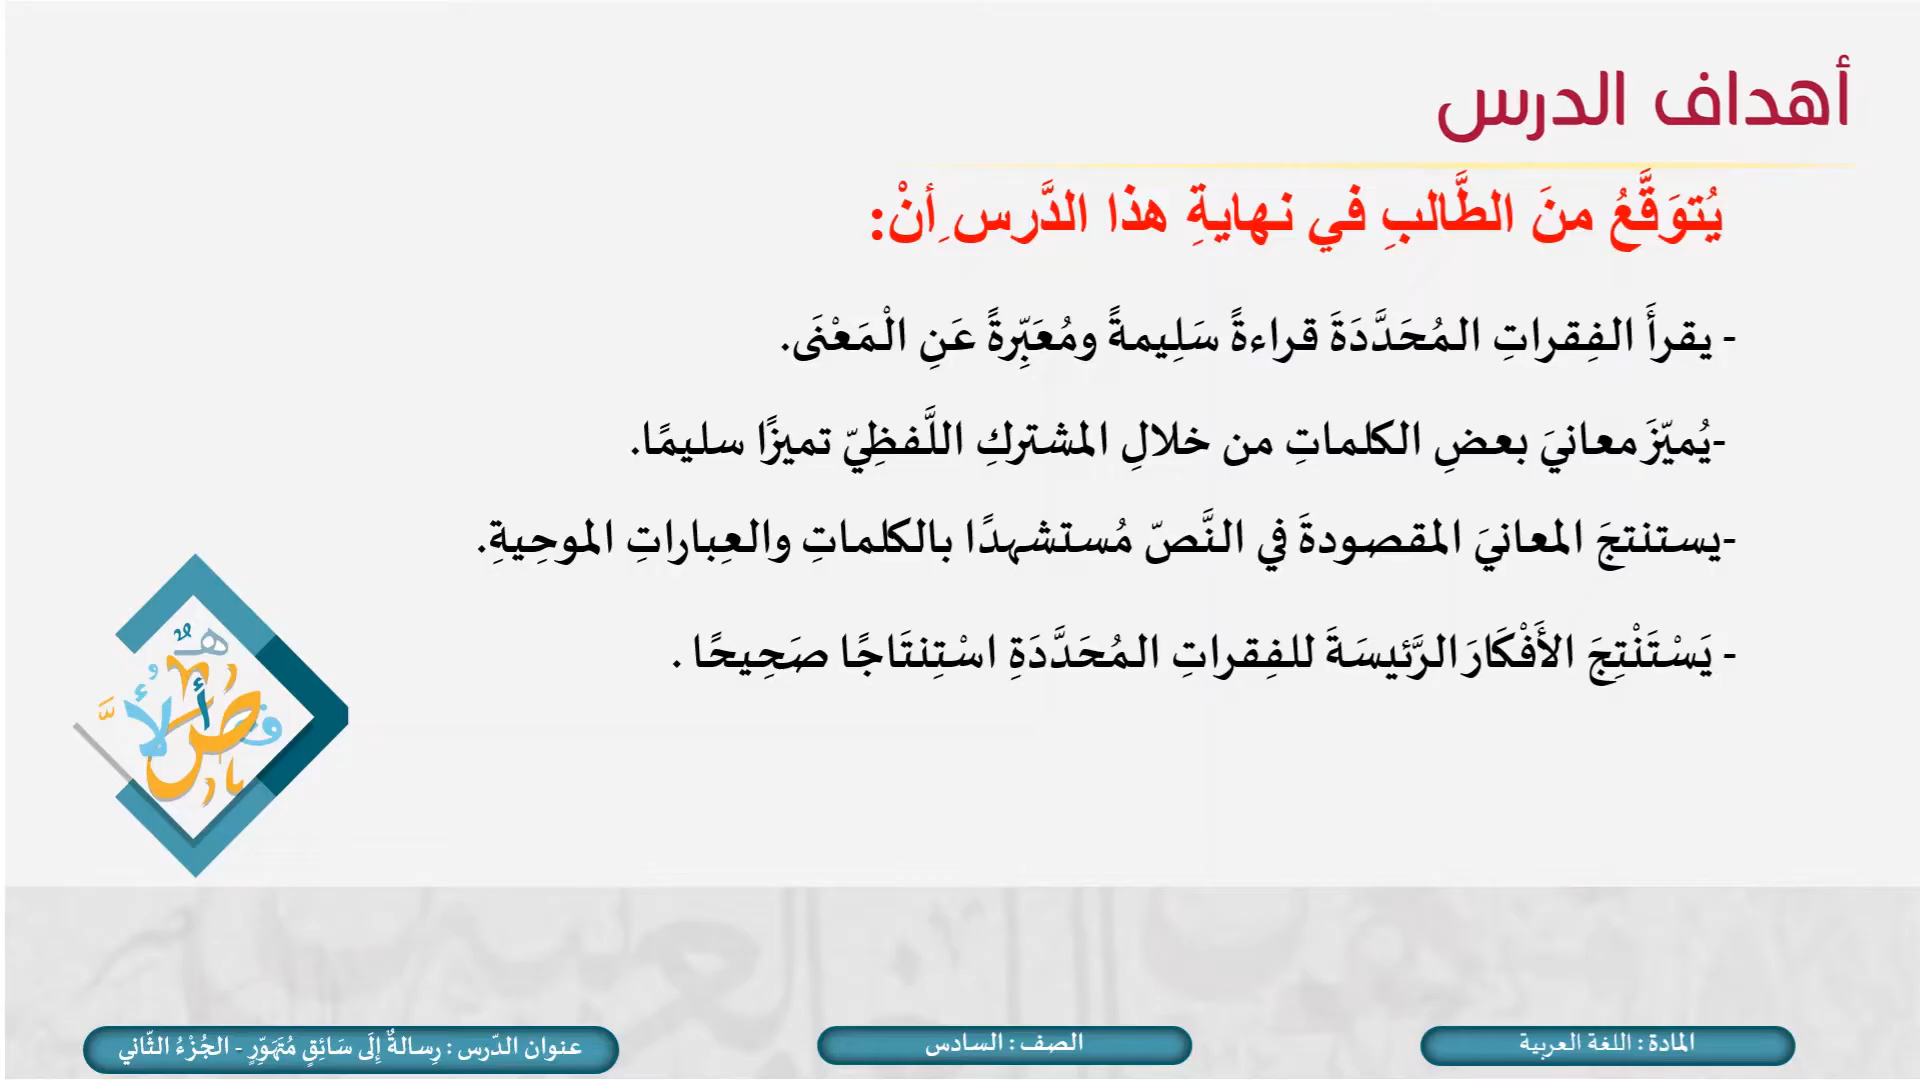 أهداف الدرس
يُتوَقَّعُ منَ الطَّالبِ في نهايةِ هذا الدَّرس ِأنْ:
- يقرأَ الفِقراتِ المُحَدَّدَةَ قراءةً سَلِيمةً ومُعَبِّرةً عَنِ الْمَعْنَى.
-يُميّزَ معانيَ بعضِ الكلماتِ من خلالِ المشتركِ اللَّفظِيّ تميزًا سليمًا.
-يستنتجَ المعانيَ المقصودةَ في النَّصّ مُستشهدًا بالكلماتِ والعِباراتِ الموحِيةِ.
- يَسْتَنْتِجَ الأَفْكَارَ الرَّئيسَةَ للفِقراتِ المُحَدَّدَةِ اسْتِنتَاجًا صَحِيحًا .
المادة : اللغة العربية
الصف : السادس
عنوان الدّرس : رِسالةٌ إِلَى سَائِقٍ مُتَهَوِّرٍ - الجُزْءُ الثّاني